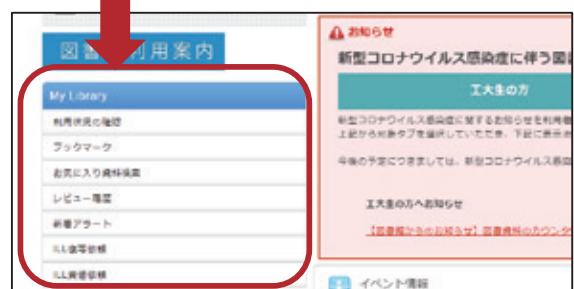 図書 利用案内
My Library
利用状況の確認
ブックマーク
お気に入り資料検索
レビュー履歴
新着アラート
ILL複写依頼
ILL貸借依頼
お知らせ
新型コロナウイルス感染症に伴う図
工大生の方
新型コロナウイルス感染症に関するお知らせを利用者
上記から対象タブを選択していただき、下記に表示
今後の予定につきましては、新型コロナウイルス感染
工大生の方へお知らせ
【図書館からのお知らせ】図書資料のカウンタ
イベント情報